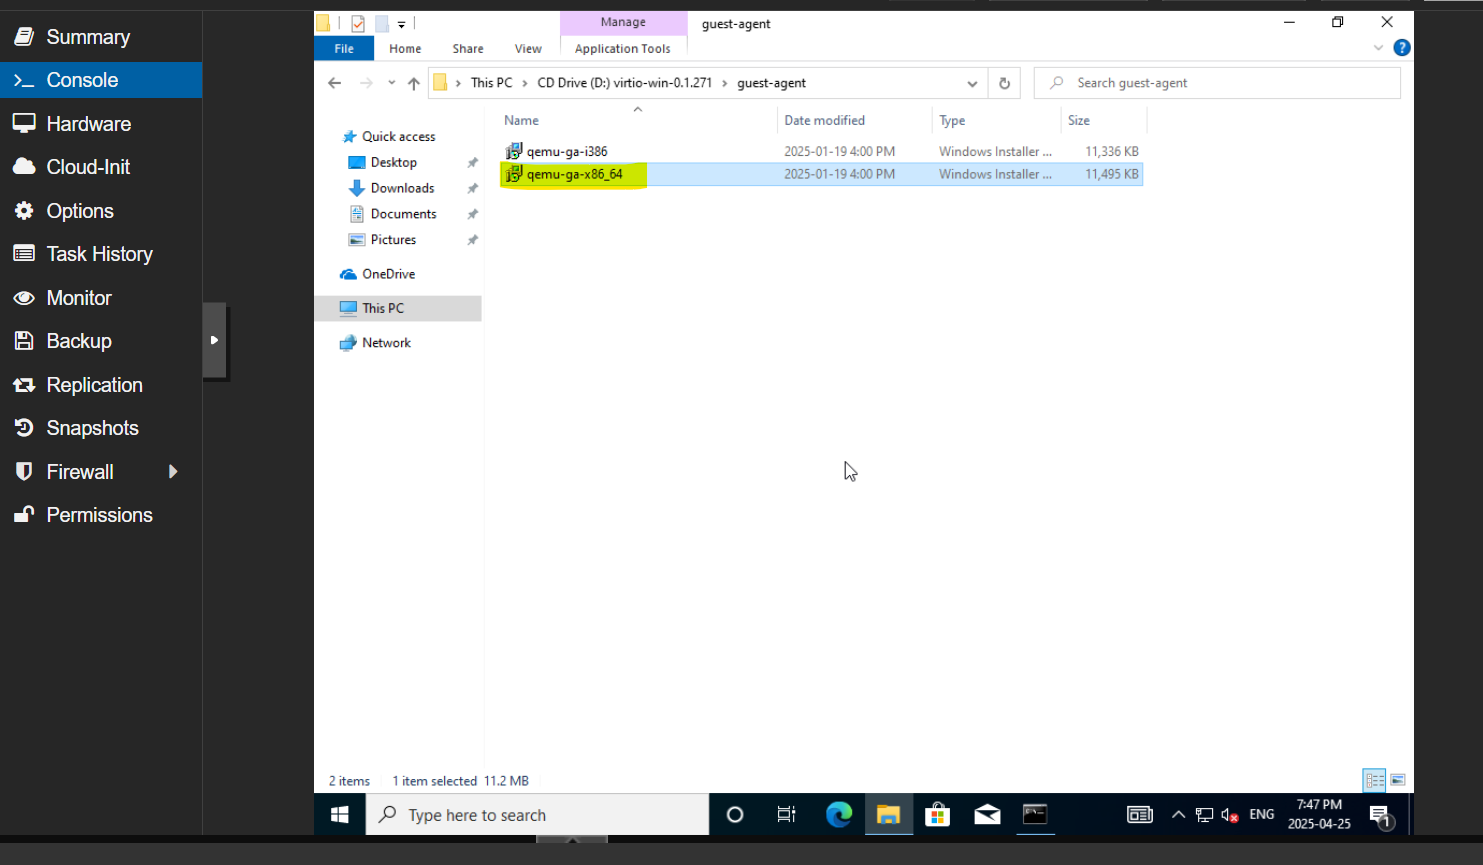 Summary
Console
Hardware
Cloud-Init
Options
Task History
Monitor
Backup
Replication
Snapshots
Firewall
Permissions
Manage
guest-agent
File Home Share View Application Tools
This PC › CD Drive (D:) virtio-win-0.1.271 › guest-agent
Search guest-agent
Name Date modified Type Size
qemu-ga-i386 2025-01-19 4:00 PM Windows Installer ... 11,336 KB
qemu-ga-x86_64 2025-01-19 4:00 PM Windows Installer ... 11,495 KB
Quick access
Desktop
Downloads
Documents
Pictures
OneDrive
This PC
Network
2 items 1 item selected 11.2 MB
Type here to search
ENG
7:47 PM
2025-04-25
1